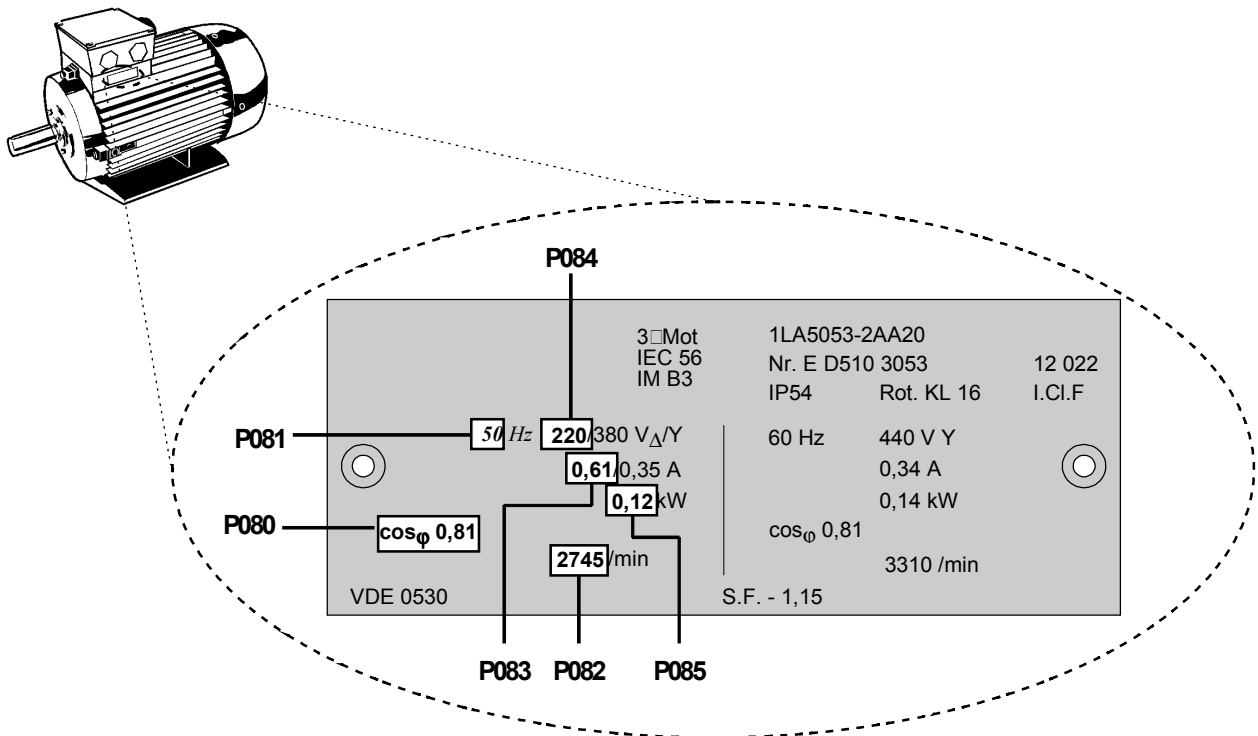 P084
3□Mot 1LA5053-2AA20
IEC 56 Nr. E D510 3053 12 022
IM B3 IP54 Rot. KL 16 I.Cl.F
P081 50 Hz 220/380 VΔ/Y 60 Hz 440 V Y
0,61/0,35 A 0,34 A
0,12 kW 0,14 kW
P080 cosφ 0,81 cosφ 0,81
2745/min 3310 /min
VDE 0530 S.F. - 1,15
P083 P082 P085